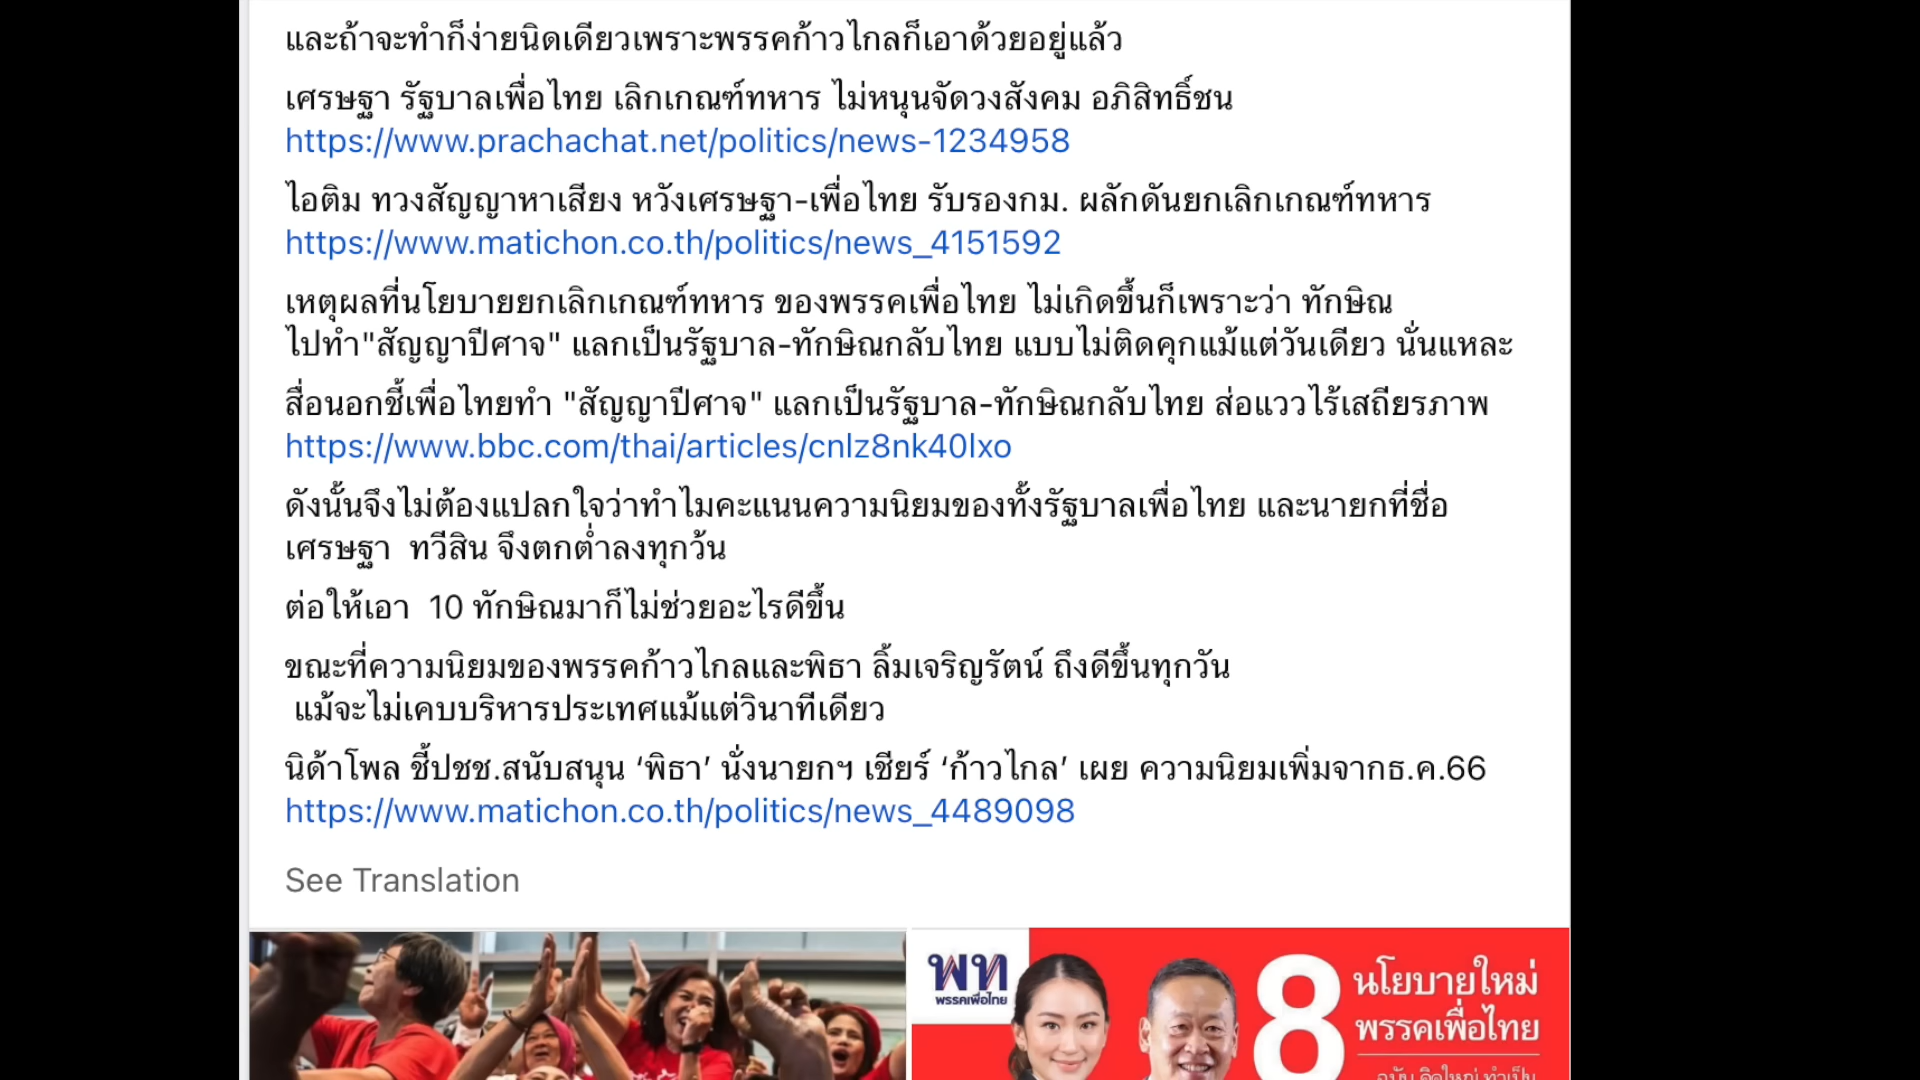 และถ้าจะทำก็ง่ายนิดเดียวเพราะพรรคก้าวไกลก็เอาด้วยอยู่แล้ว
เศรษฐา รัฐบาลเพื่อไทย เลิกเกณฑ์ทหาร ไม่หนุนจัดวงสังคม อภิสิทธิ์ชน
https://www.prachachat.net/politics/news-1234958
ไอติม ทวงสัญญาหาเสียง หวังเศรษฐา-เพื่อไทย รับรองกม. ผลักดันยกเลิกเกณฑ์ทหาร
https://www.matichon.co.th/politics/news_4151592
เหตุผลที่นโยบายยกเลิกเกณฑ์ทหาร ของพรรคเพื่อไทย ไม่เกิดขึ้นก็เพราะว่า ทักษิณ
ไปทำ"สัญญาปีศาจ" แลกเป็นรัฐบาล-ทักษิณกลับไทย แบบไม่ติดคุกแม้แต่วันเดียว นั่นแหละ
สื่อนอกชี้เพื่อไทยทำ "สัญญาปีศาจ" แลกเป็นรัฐบาล-ทักษิณกลับไทย ส่อแววไร้เสถียรภาพ
https://www.bbc.com/thai/articles/cnlz8nk40lxo
ดังนั้นจึงไม่ต้องแปลกใจว่าทำไมคะแนนความนิยมของทั้งรัฐบาลเพื่อไทย และนายกที่ชื่อ
เศรษฐา  ทวีสิน จึงตกต่ำลงทุกว้น
ต่อให้เอา  10 ทักษิณมาก็ไม่ช่วยอะไรดีขึ้น
ขณะที่ความนิยมของพรรคก้าวไกลและพิธา ลิ้มเจริญรัตน์ ถึงดีขึ้นทุกวัน
แม้จะไม่เคบบริหารประเทศแม้แต่วินาทีเดียว
นิด้าโพล ชี้ปชช.สนับสนุน ‘พิธา’ นั่งนายกฯ เชียร์ ‘ก้าวไกล’ เผย ความนิยมเพิ่มจากธ.ค.66
https://www.matichon.co.th/politics/news_4489098
See Translation
พท
พรรคเพื่อไทย
8
นโยบายใหม่
พรรคเพื่อไทย